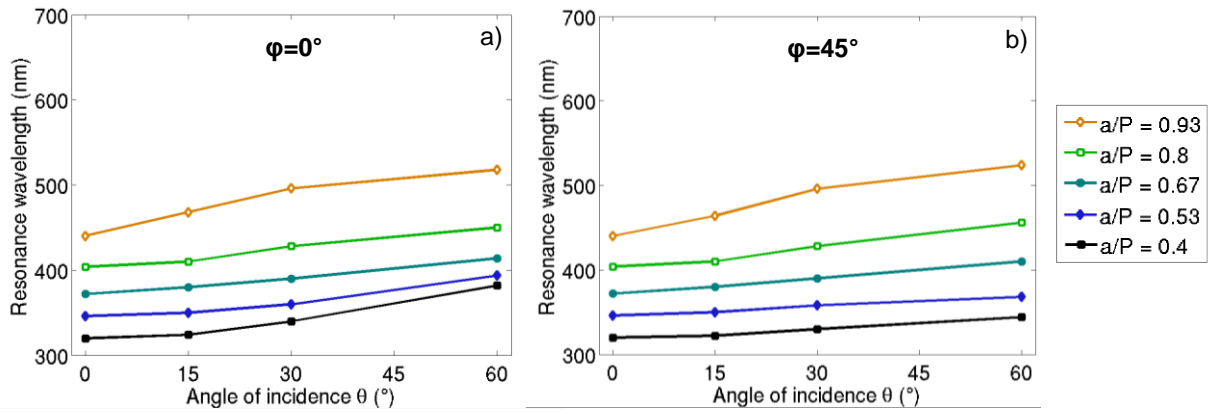 φ=0°
a)
Resonance wavelength (nm)
700
600
500
400
300
0 15 30 45 60
Angle of incidence θ (°)
φ=45°
b)
Resonance wavelength (nm)
700
600
500
400
300
0 15 30 45 60
Angle of incidence θ (°)
a/P = 0.93
a/P = 0.8
a/P = 0.67
a/P = 0.53
a/P = 0.4